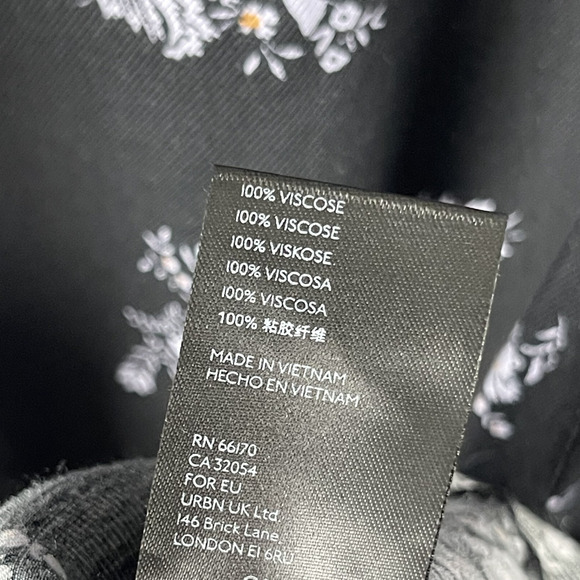 100% VISCOSE
100% VISCOSE
100% VISKOSE
100% VISCOSA
100% VISCOSA
100% 粘胶纤维
MADE IN VIETNAM
HECHO EN VIETNAM
RN 66170
CA 32054
FOR EU
URBN UK Ltd.
146 Brick Lane
LONDON E1 6RU